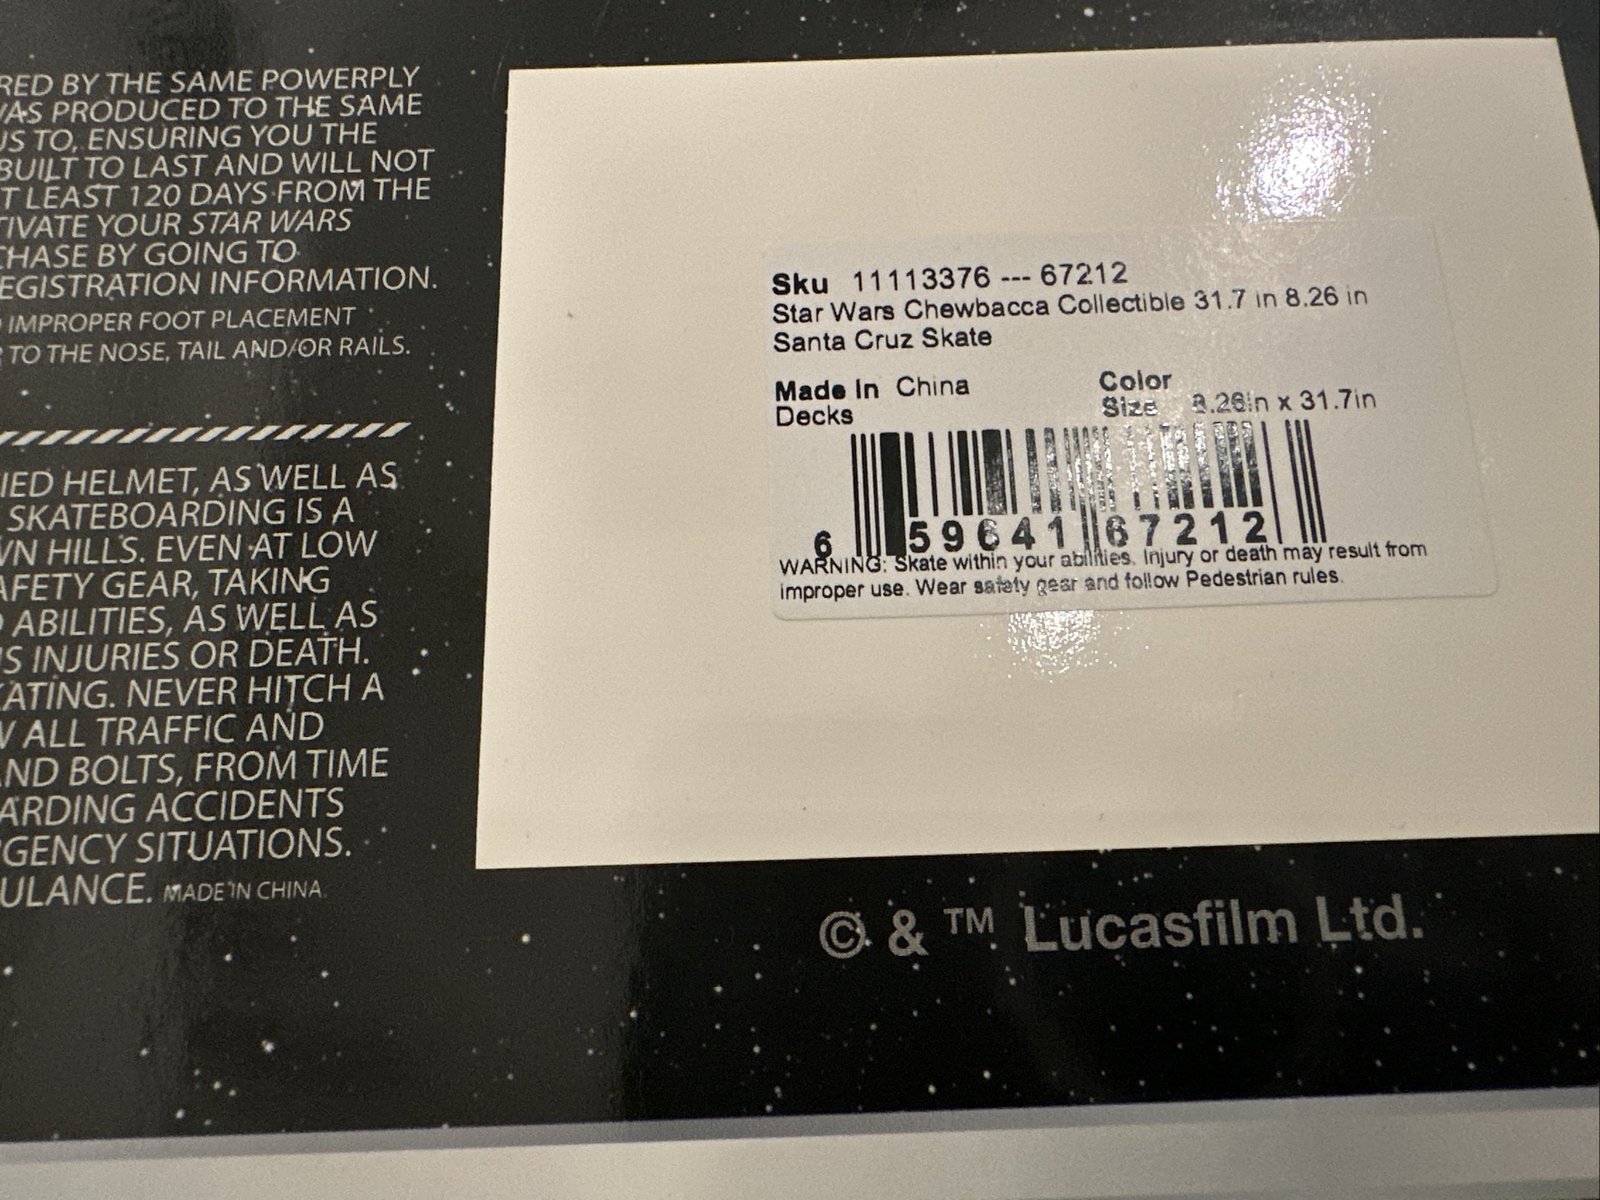 RED BY THE SAME POWERPLY
WAS PRODUCED TO THE SAME
US TO, ENSURING YOU THE
BUILT TO LAST AND WILL NOT
T LEAST 120 DAYS FROM THE
TIVATE YOUR STAR WARS
CHASE BY GOING TO
EGISTRATION INFORMATION.
IMPROPER FOOT PLACEMENT
TO THE NOSE, TAIL AND/OR RAILS.
IED HELMET, AS WELL AS
SKATEBOARDING IS A
WN HILLS. EVEN AT LOW
AFETY GEAR, TAKING
ABILITIES, AS WELL AS
S INJURIES OR DEATH.
ATING. NEVER HITCH A
W ALL TRAFFIC AND
AND BOLTS, FROM TIME
ARDING ACCIDENTS
GENCY SITUATIONS.
ULANCE. MADE IN CHINA.
Sku 11113376 --- 67212
Star Wars Chewbacca Collectible 31.7 in 8.26 in
Santa Cruz Skate
Made In China Color
Decks Size 8.26in x 31.7in
6 59641 67212
WARNING: Skate within your abilities. Injury or death may result from
improper use. Wear safety gear and follow Pedestrian rules.
© & ™ Lucasfilm Ltd.